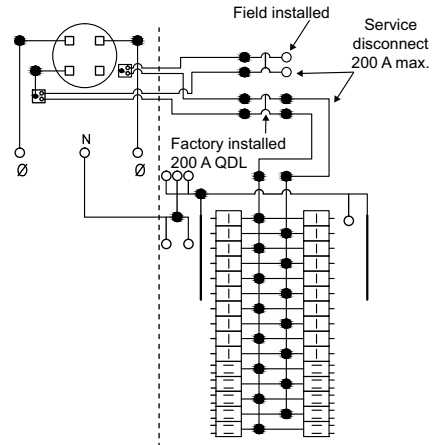 Field installed
Service
disconnect
200 A max.
N
Factory installed
200 A QDL
Ø
Ø